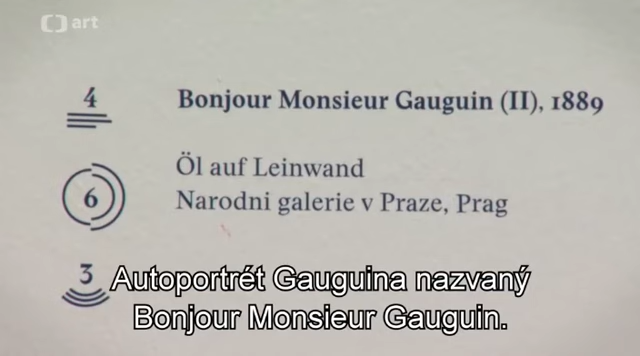 art
4
Bonjour Monsieur Gauguin (II), 1889
6
Öl auf Leinwand
Narodni galerie v Praze, Prag
3
Autoportrét Gauguina nazvaný
Bonjour Monsieur Gauguin.